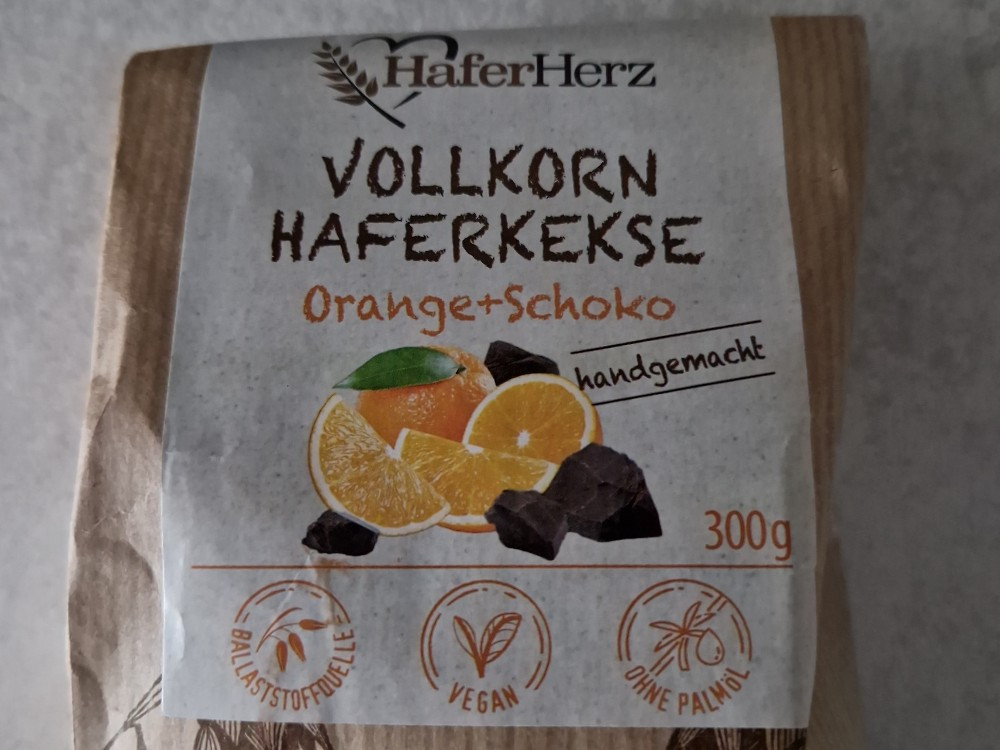 HaferHerz
VOLLKORN
HAFERKEKSE
Orange+Schoko
handgemacht
300g
BALLASTSTOFFQUELLE
VEGAN
OHNE PALMÖL